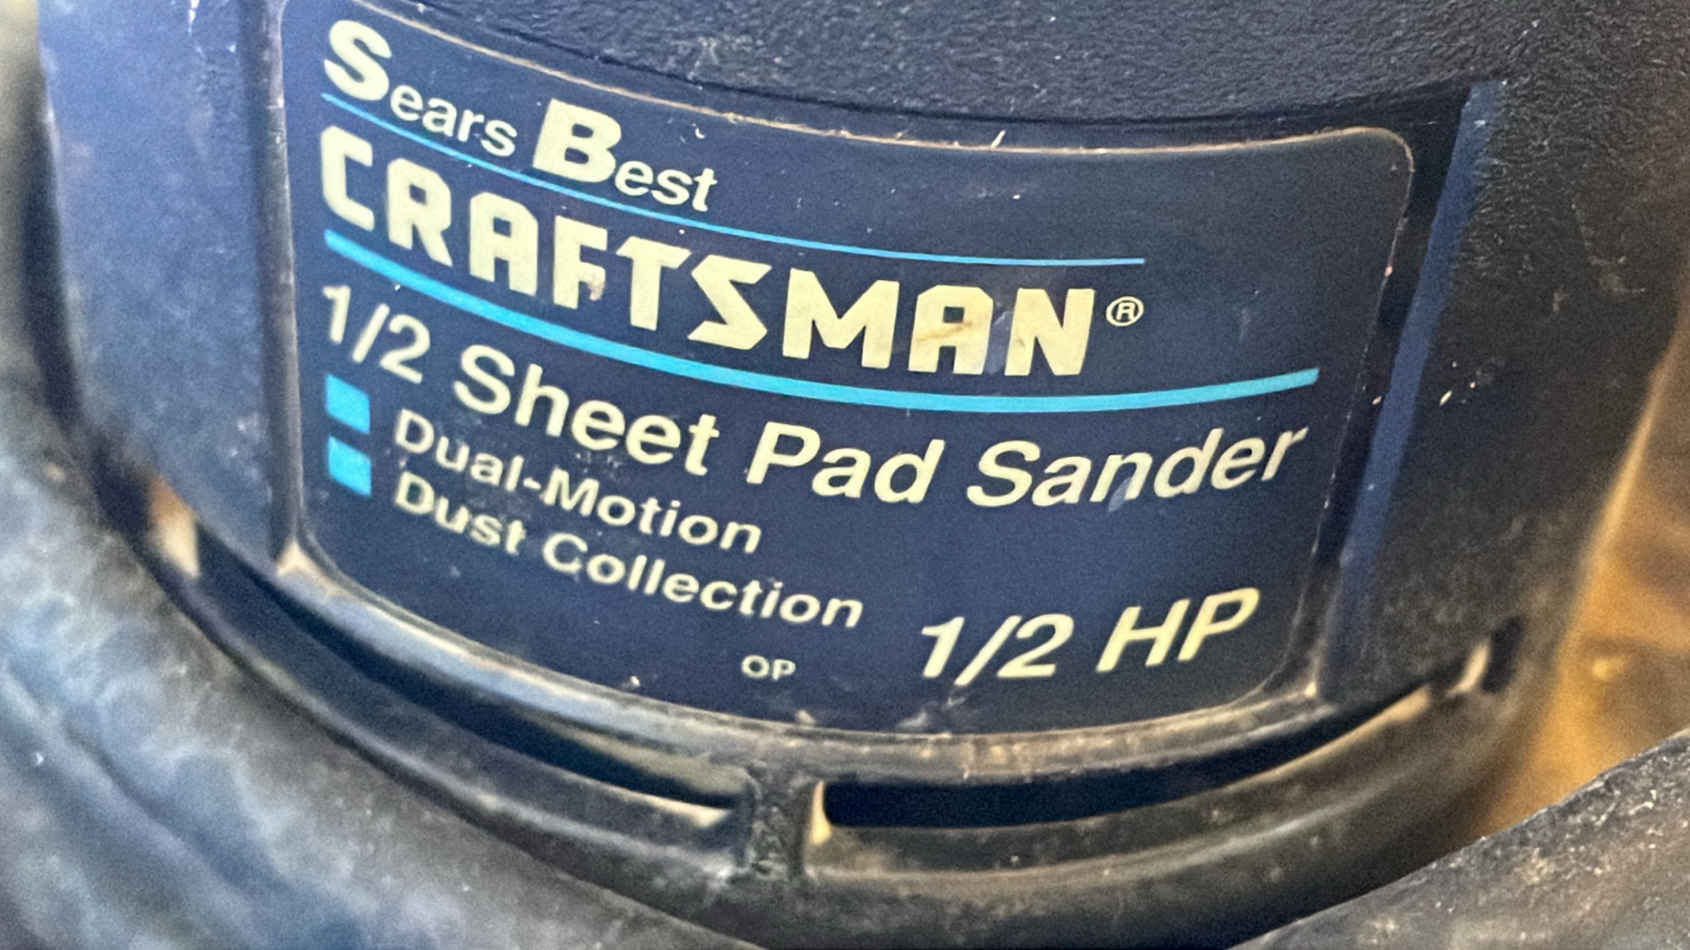 Sears Best
CRAFTSMAN®
1/2 Sheet Pad Sander
Dual-Motion
Dust Collection
OP
1/2 HP